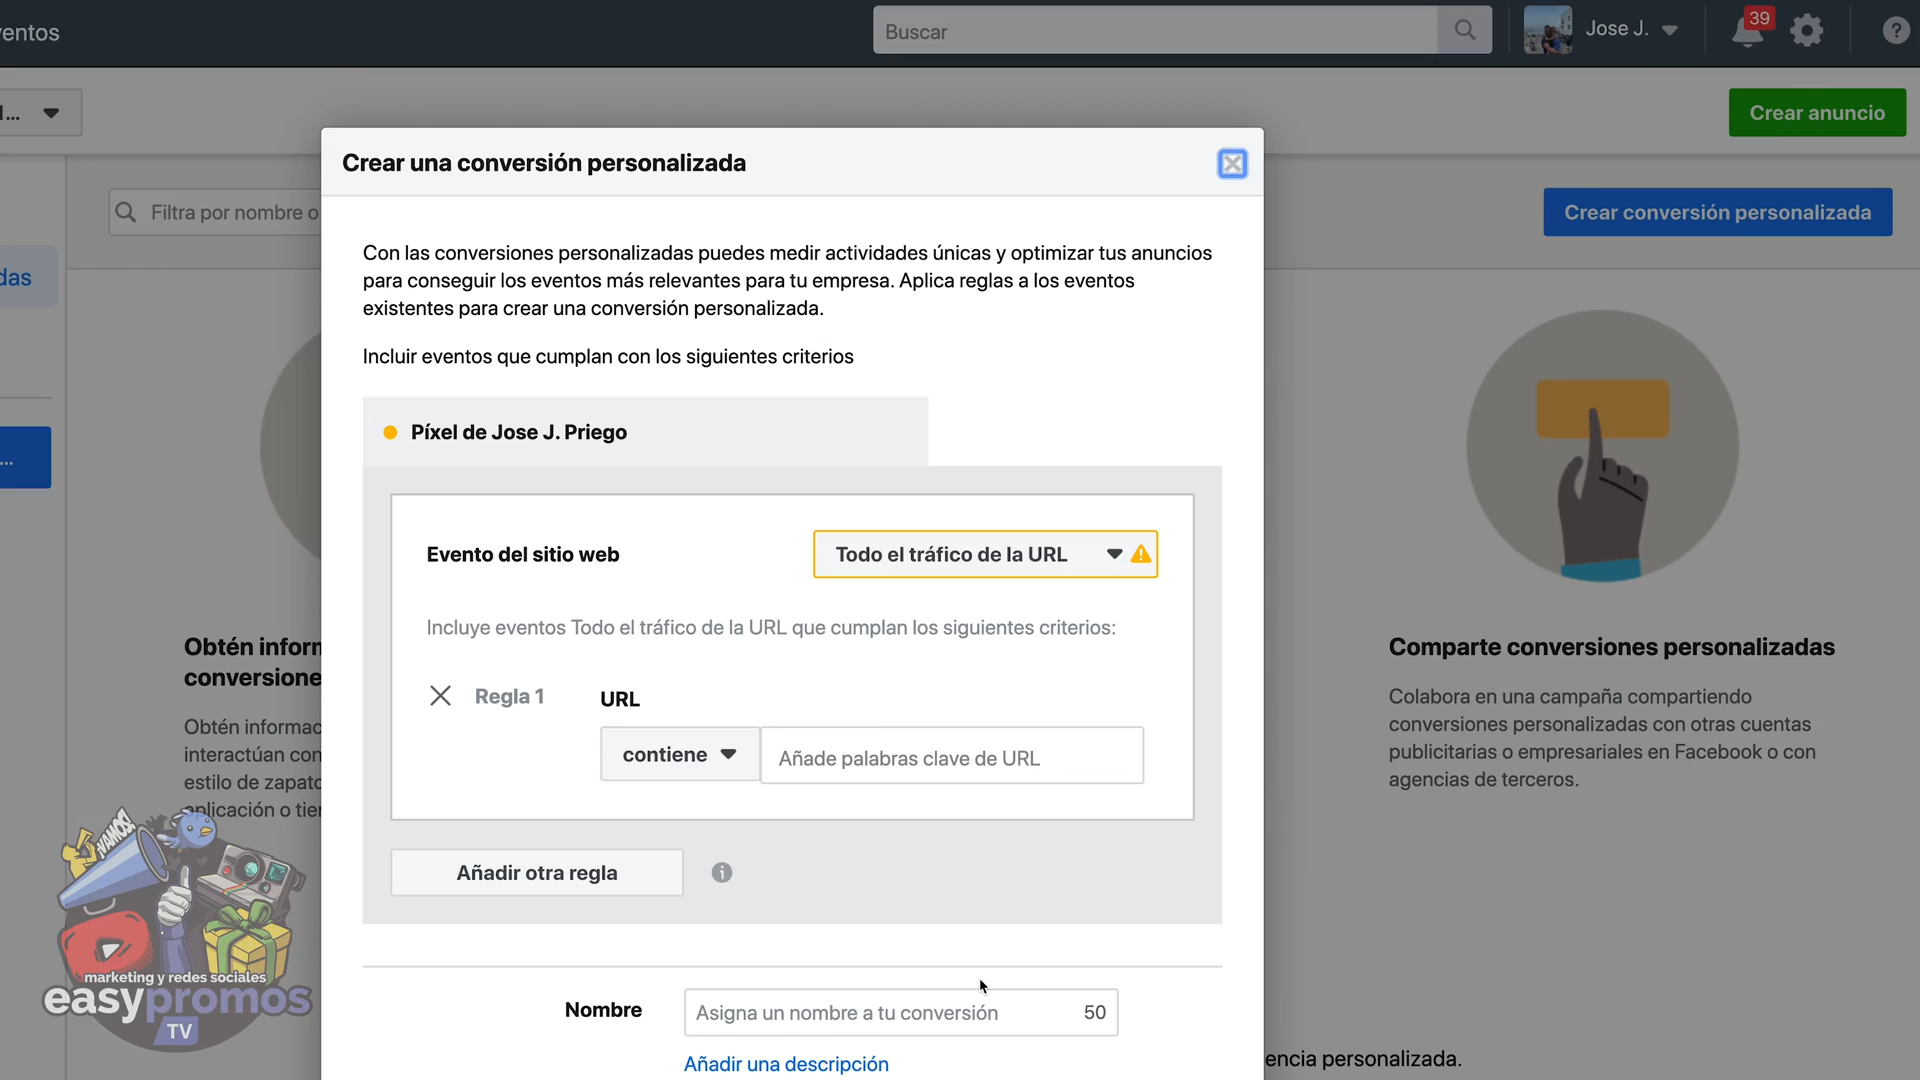 entos
Buscar
Jose J.
39
?
...
Crear anuncio
Crear una conversión personalizada
Filtra por nombre o
Crear conversión personalizada
Con las conversiones personalizadas puedes medir actividades únicas y optimizar tus anuncios
para conseguir los eventos más relevantes para tu empresa. Aplica reglas a los eventos
existentes para crear una conversión personalizada.
das
Incluir eventos que cumplan con los siguientes criterios
Píxel de Jose J. Priego
...
Evento del sitio web
Todo el tráfico de la URL
Incluye eventos Todo el tráfico de la URL que cumplan los siguientes criterios:
Regla 1
URL
contiene
Añade palabras clave de URL
Añadir otra regla
Obtén inforn
conversione
Obtén informac
interactúan con
estilo de zapato
aplicación o tier
Comparte conversiones personalizadas
Colabora en una campaña compartiendo
conversiones personalizadas con otras cuentas
publicitarias o empresariales en Facebook o con
agencias de terceros.
¡VAMOS!
marketing y redes sociales
easypromos
TV
Nombre
Asigna un nombre a tu conversión
50
Añadir una descripción
encia personalizada.